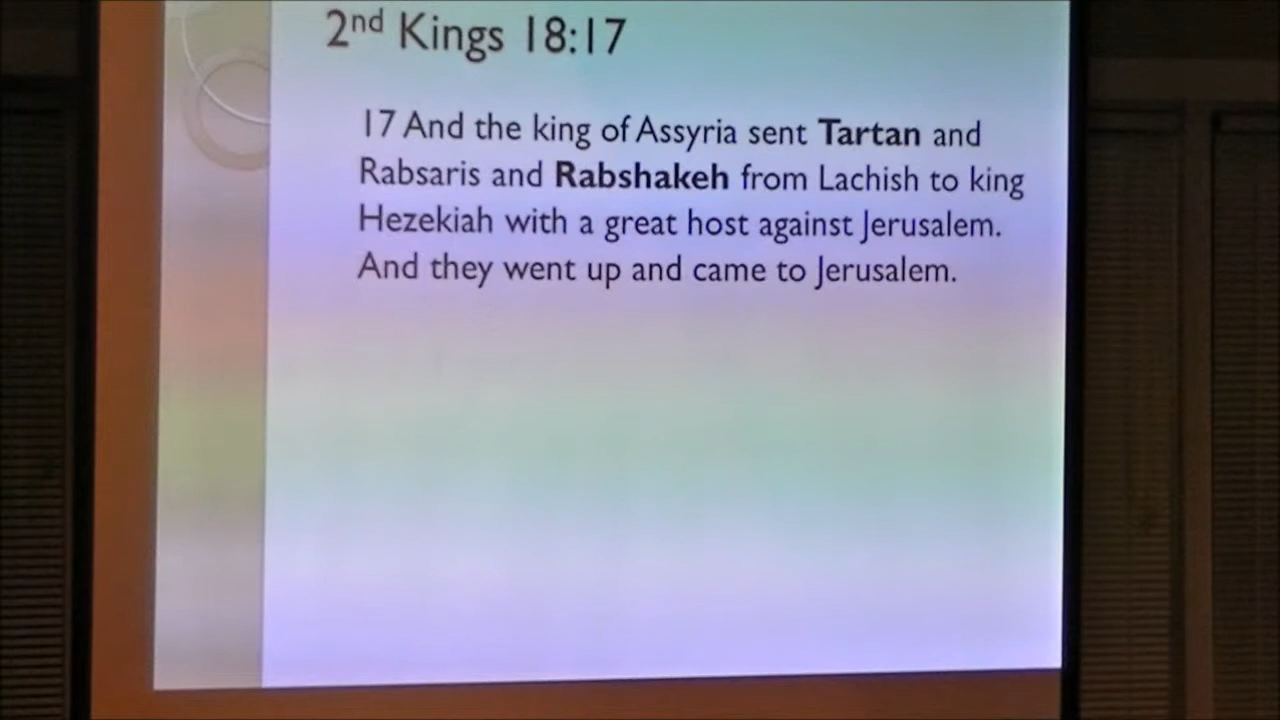 2nd Kings 18:17
17 And the king of Assyria sent Tartan and
Rabsaris and Rabshakeh from Lachish to king
Hezekiah with a great host against Jerusalem.
And they went up and came to Jerusalem.